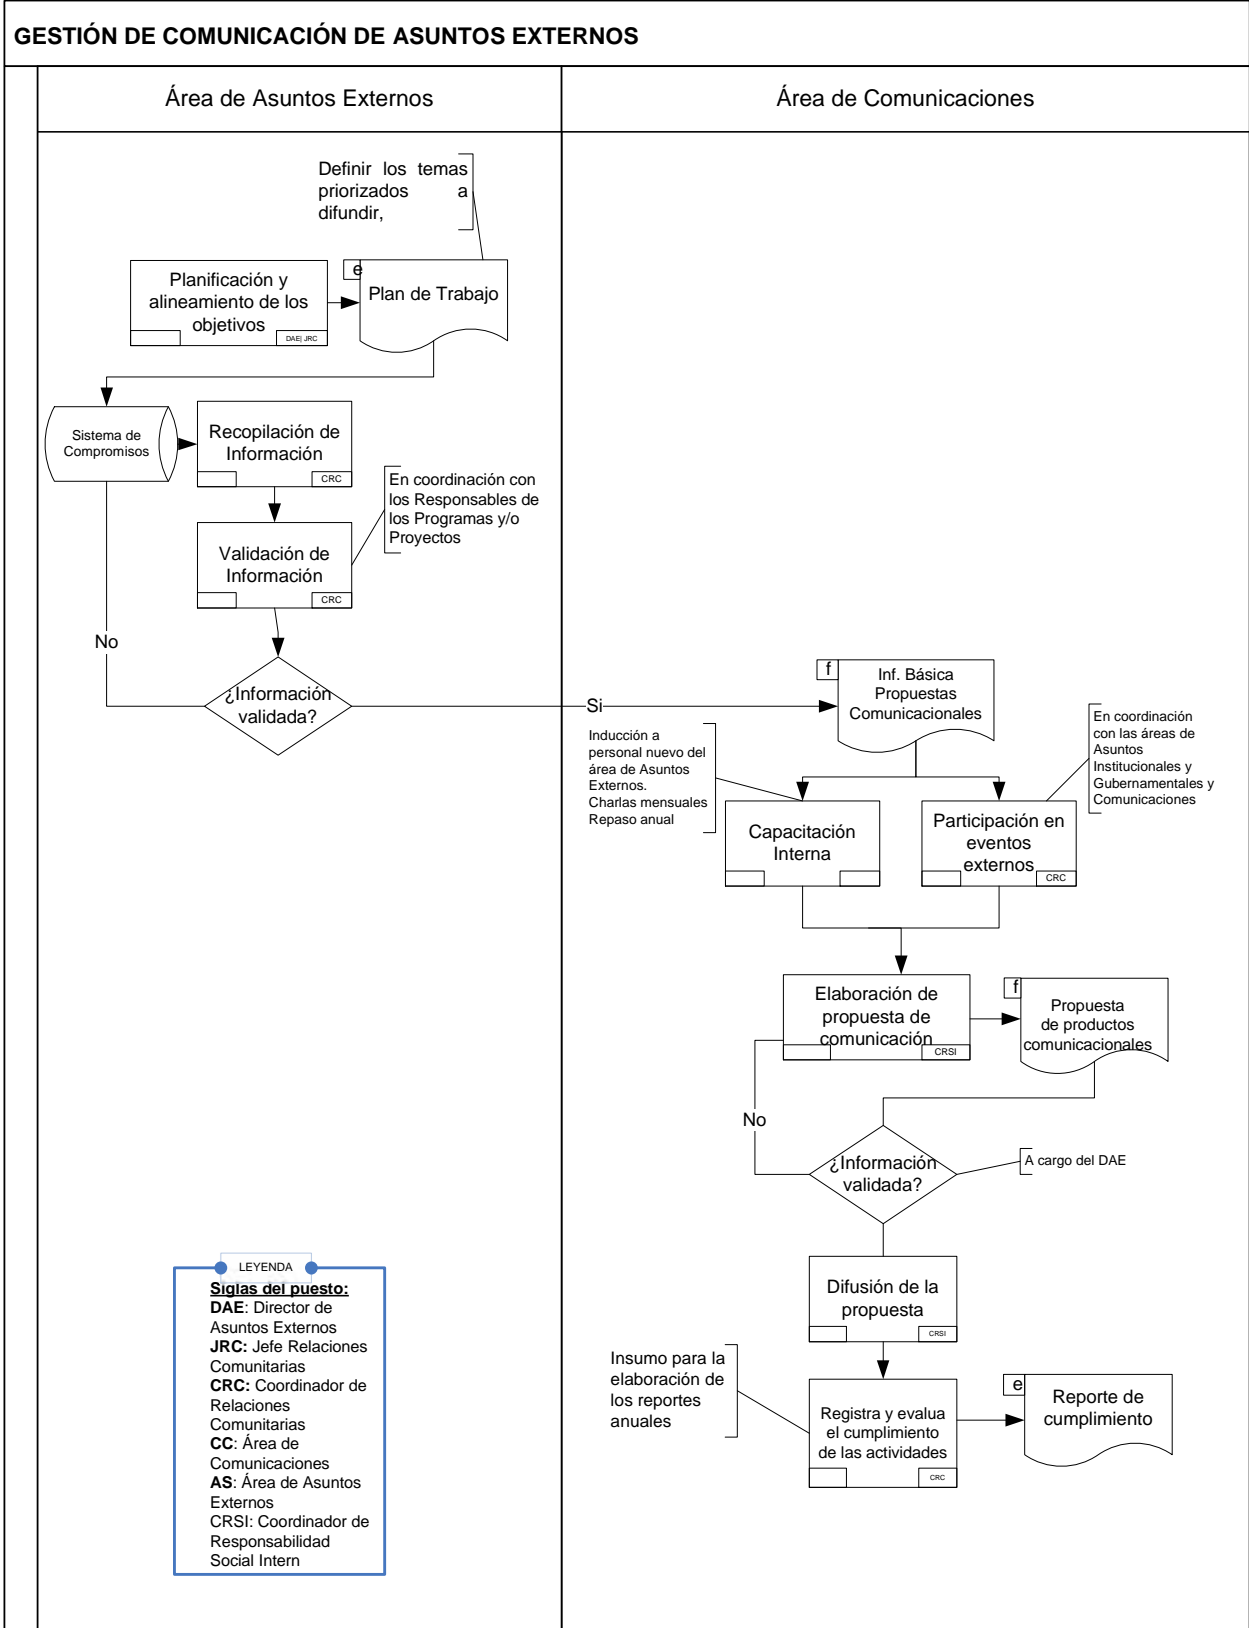 GESTIÓN DE COMUNICACIÓN DE ASUNTOS EXTERNOS
Área de Asuntos Externos
Área de Comunicaciones
Definir los temas
priorizados a
difundir,
Planificación y
alineamiento de los
objetivos
DAE| JRC
e
Plan de Trabajo
Sistema de
Compromisos
Recopilación de
Información
CRC
En coordinación con
los Responsables de
los Programas y/o
Proyectos
Validación de
Información
CRC
No
¿Información
validada?
Si
f
Inf. Básica
Propuestas
Comunicacionales
Inducción a
personal nuevo del
área de Asuntos
Externos.
Charlas mensuales
Repaso anual
En coordinación
con las áreas de
Asuntos
Institucionales y
Gubernamentales y
Comunicaciones
Capacitación
Interna
Participación en
eventos
externos
CRC
Elaboración de
propuesta de
comunicación
CRSI
f
Propuesta
de productos
comunicacionales
No
¿Información
validada?
A cargo del DAE
Difusión de la
propuesta
CRSI
Insumo para la
elaboración de
los reportes
anuales
Registra y evalua
el cumplimiento
de las actividades
CRC
e
Reporte de
cumplimiento
LEYENDA
Siglas del puesto:
DAE: Director de
Asuntos Externos
JRC: Jefe Relaciones
Comunitarias
CRC: Coordinador de
Relaciones
Comunitarias
CC: Área de
Comunicaciones
AS: Área de Asuntos
Externos
CRSI: Coordinador de
Responsabilidad
Social Intern